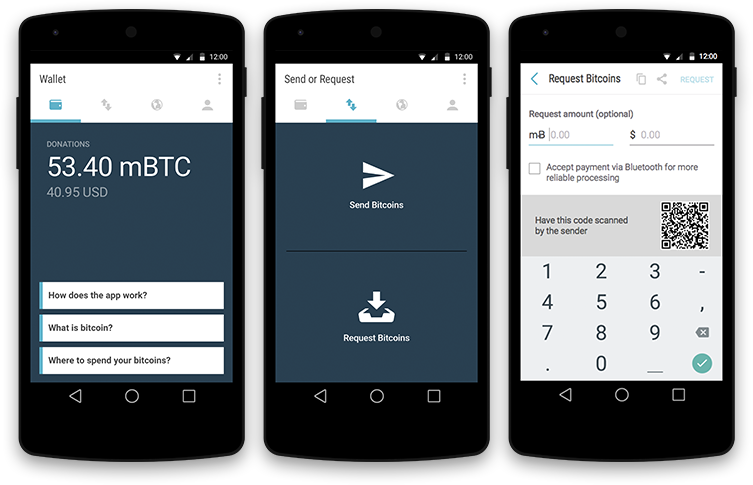 12:00
Wallet
DONATIONS
53.40 mBTC
40.95 USD
How does the app work?
What is bitcoin?
Where to spend your bitcoins?
12:00
Send or Request
Send Bitcoins
Request Bitcoins
12:00
Request Bitcoins
REQUEST
Request amount (optional)
mB 0.00 $ 0.00
Accept payment via Bluetooth for more
reliable processing
Have this code scanned
by the sender
1 2 3 -
4 5 6 ,
7 8 9
. 0 _